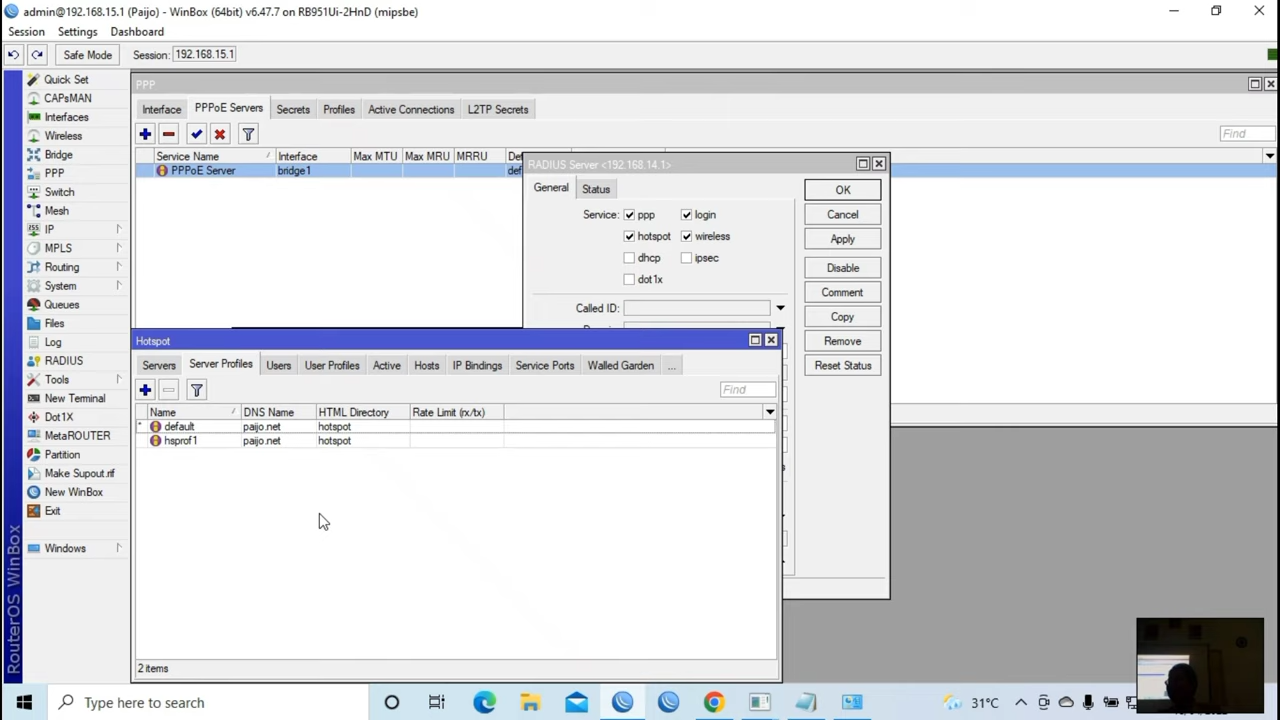 admin@192.168.15.1 (Paijo) - WinBox (64bit) v6.47.7 on RB951Ui-2HnD (mipsbe)
Session Settings Dashboard
Safe Mode Session: 192.168.15.1
Quick Set
CAPsMAN
Interfaces
Wireless
Bridge
PPP
Switch
Mesh
IP
MPLS
Routing
System
Queues
Files
Log
RADIUS
Tools
New Terminal
Dot1X
MetaROUTER
Partition
Make Supout.rif
New WinBox
Exit
Windows
RouterOS WinBox
PPP
Interface PPPoE Servers Secrets Profiles Active Connections L2TP Secrets
Find
Service Name Interface Max MTU Max MRU MRRU
PPPoE Server bridge1
RADIUS Server <192.168.14.1>
General Status
Service: ppp login
hotspot wireless
dhcp ipsec
dot1x
Called ID:
OK
Cancel
Apply
Disable
Comment
Copy
Remove
Reset Status
Hotspot
Servers Server Profiles Users User Profiles Active Hosts IP Bindings Service Ports Walled Garden ...
Find
Name DNS Name HTML Directory Rate Limit (rx/tx)
* default paijo.net hotspot
hsprof1 paijo.net hotspot
2 items
Type here to search
31°C